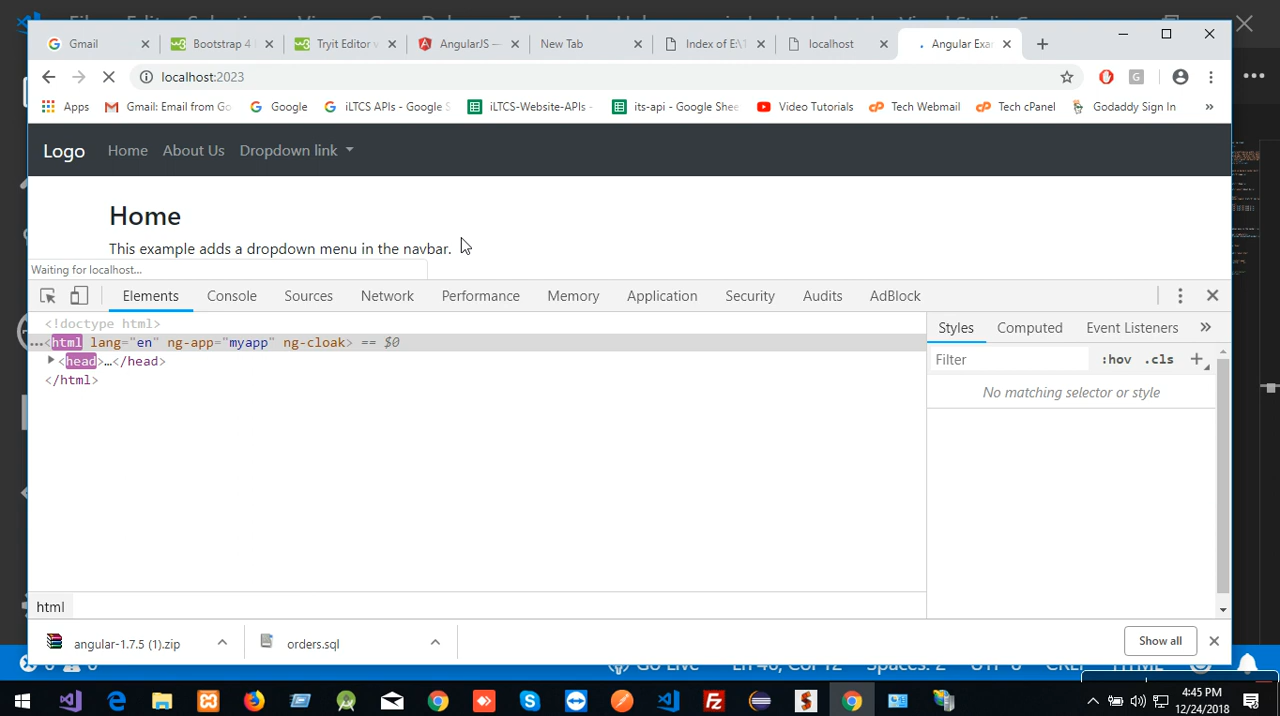 Gmail
Bootstrap 4
Tryit Editor v
AngularJS —
New Tab
Index of E:\T
localhost
Angular Exa
localhost:2023
Apps
Gmail: Email from Go
Google
iLTCS APIs - Google S
iLTCS-Website-APIs -
its-api - Google Shee
Video Tutorials
Tech Webmail
Tech cPanel
Godaddy Sign In
»
Logo
Home
About Us
Dropdown link
Home
This example adds a dropdown menu in the navbar.
Waiting for localhost...
Elements
Console
Sources
Network
Performance
Memory
Application
Security
Audits
AdBlock
<!doctype html>
...<html lang="en" ng-app="myapp" ng-cloak> == $0
<head>…</head>
</html>
Styles
Computed
Event Listeners
»
Filter
:hov
.cls
+
No matching selector or style
html
angular-1.7.5 (1).zip
orders.sql
Show all
4:45 PM
12/24/2018